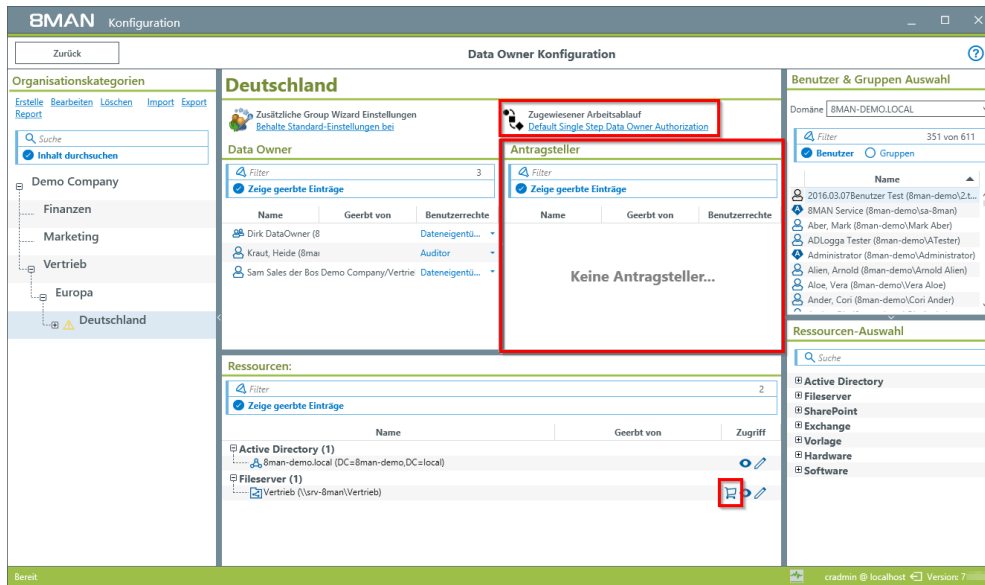 8MAN Konfiguration
Zurück
Data Owner Konfiguration
Organisationskategorien
Erstelle Bearbeiten Löschen Import Export
Report
Suche
Inhalt durchsuchen
Demo Company
Finanzen
Marketing
Vertrieb
Europa
Deutschland
Deutschland
Zusätzliche Group Wizard Einstellungen
Behalte Standard-Einstellungen bei
Zugewiesener Arbeitsablauf
Default Single Step Data Owner Authorization
Data Owner
Filter 3
Zeige geerbte Einträge
Name Geerbt von Benutzerrechte
Dirk DataOwner (8 Dateneigentü...
Kraut, Heide (8mai Auditor
Sam Sales der Bos Demo Company/Vertrie Dateneigentü...
Antragsteller
Filter
Zeige geerbte Einträge
Name Geerbt von Benutzerrechte
Keine Antragsteller...
Ressourcen:
Filter 2
Zeige geerbte Einträge
Name Geerbt von Zugriff
Active Directory (1)
8man-demo.local (DC=8man-demo,DC=local)
Fileserver (1)
Vertrieb (\\srv-8man\Vertrieb)
Benutzer & Gruppen Auswahl
Domäne 8MAN-DEMO.LOCAL
Filter 351 von 611
Benutzer Gruppen
Name
2016.03.07Benutzer Test (8man-demo\2.t...
8MAN Service (8man-demo\sa-8man)
Aber, Mark (8man-demo\Mark Aber)
ADLogga Tester (8man-demo\ATester)
Administrator (8man-demo\Administrator)
Alien, Arnold (8man-demo\Arnold Alien)
Aloe, Vera (8man-demo\Vera Aloe)
Ander, Cori (8man-demo\Cori Ander)
Ressourcen-Auswahl
Suche
Active Directory
Fileserver
SharePoint
Exchange
Vorlage
Hardware
Software
Bereit
cradmin @ localhost Version: 7